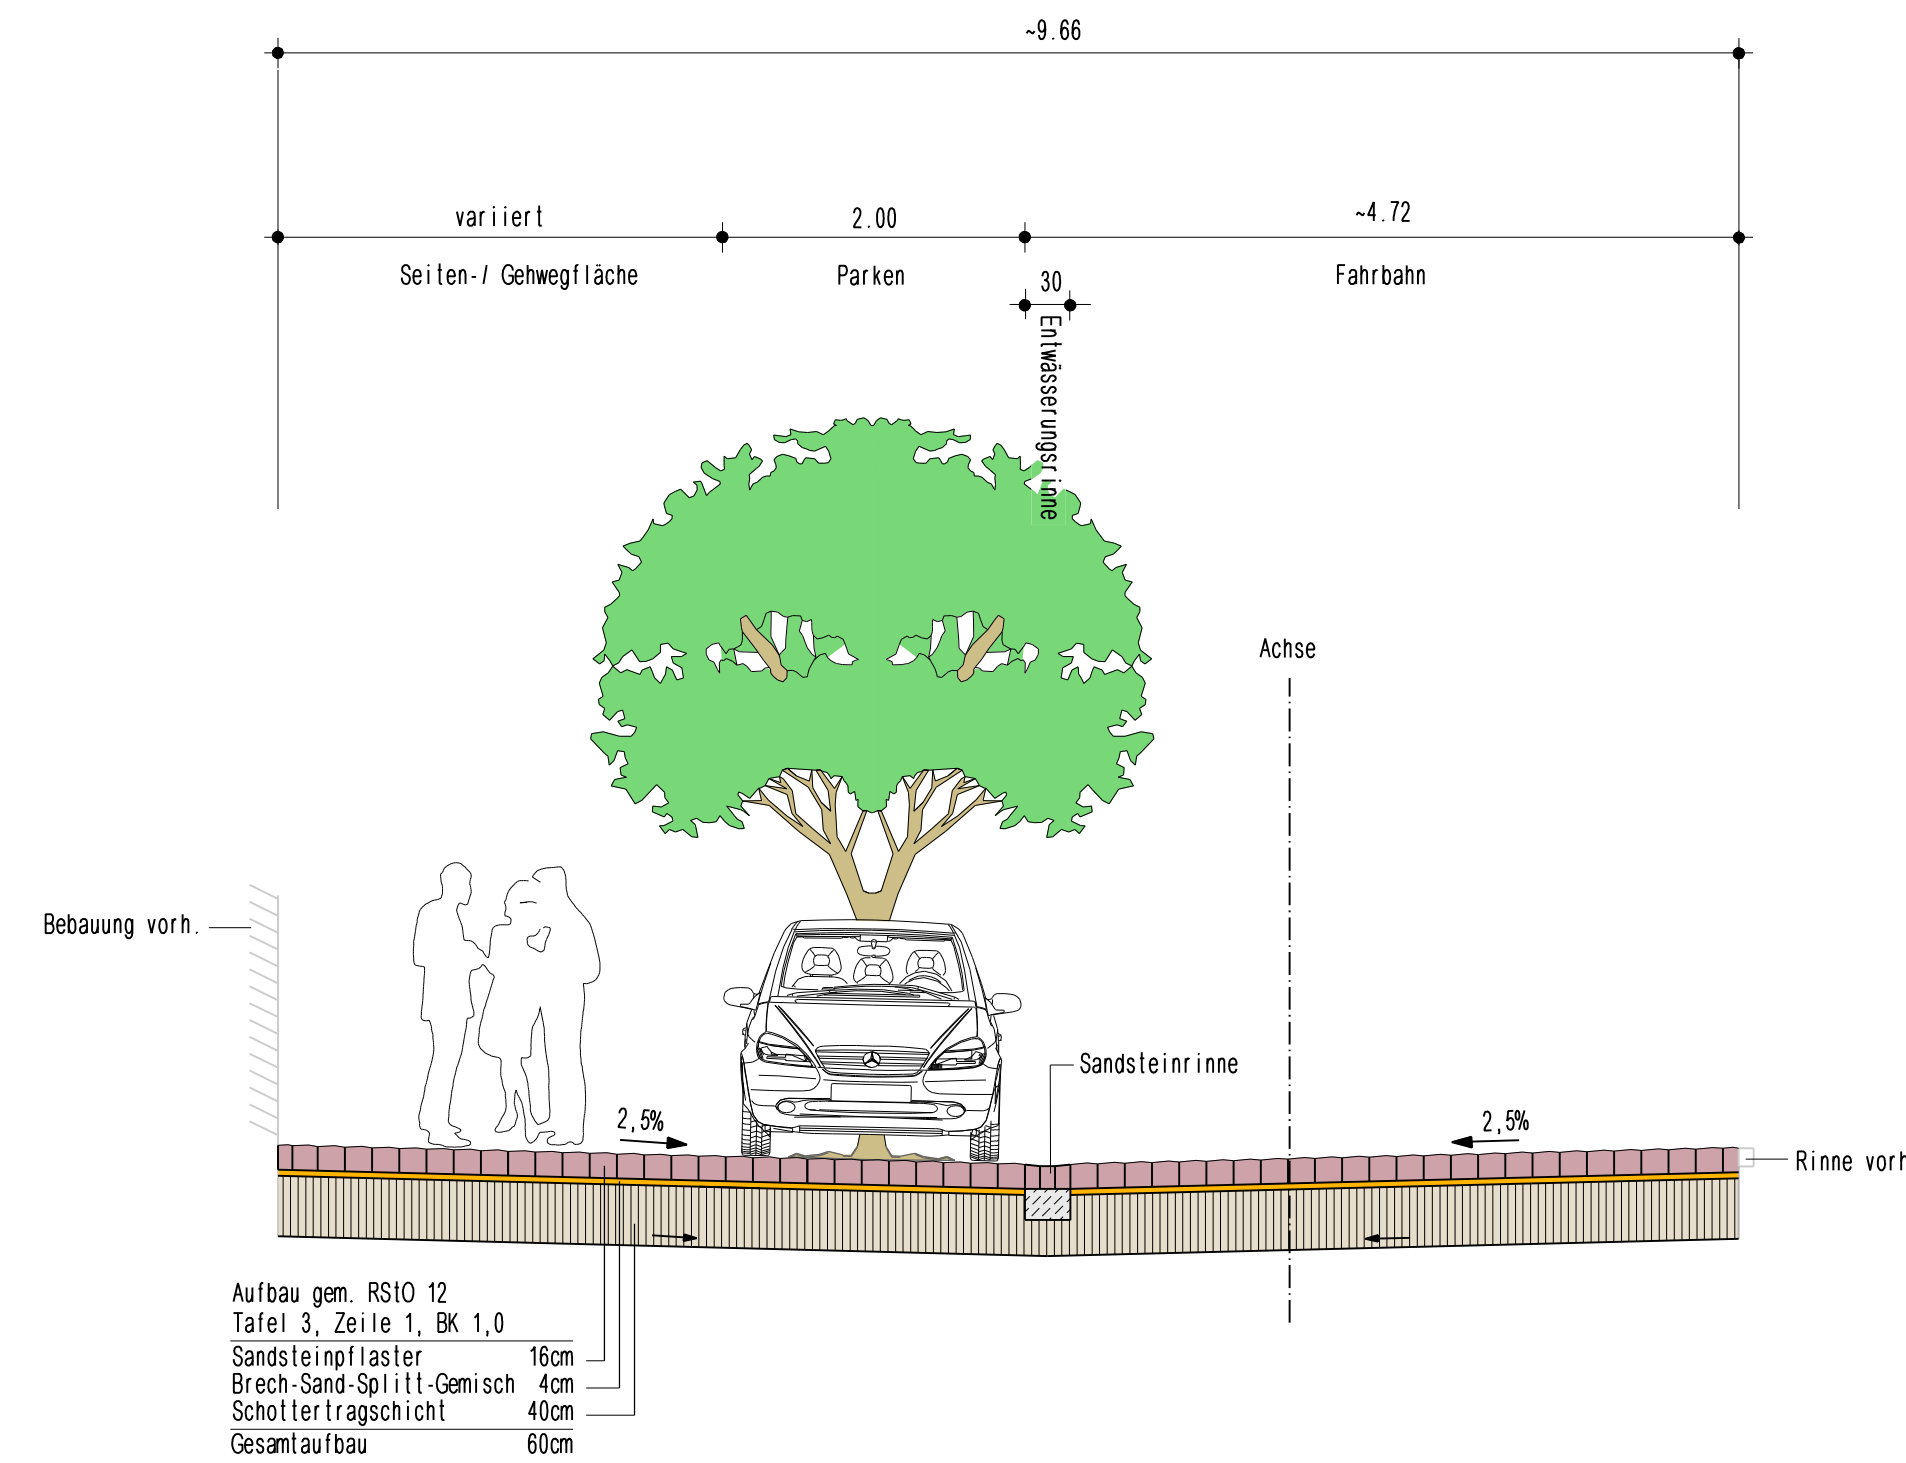 ~9.66
variiert
2.00
~4.72
Seiten-/ Gehwegfläche
Parken
30
Fahrbahn
Entwässerungsrinne
Achse
Bebauung vorh.
Sandsteinrinne
2,5%
2,5%
Rinne vorh
Aufbau gem. RStO 12
Tafel 3, Zeile 1, BK 1,0
Sandsteinpflaster 16cm
Brech-Sand-Splitt-Gemisch 4cm
Schottertragschicht 40cm
Gesamtaufbau 60cm